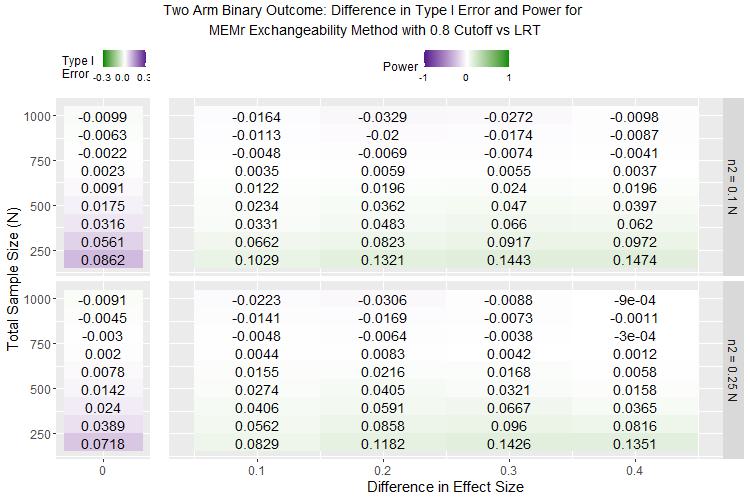 Two Arm Binary Outcome: Difference in Type I Error and Power for
MEMr Exchangeability Method with 0.8 Cutoff vs LRT
Type I
Error
-0.3 0.0 0.3
Power
-1 0 1
Total Sample Size (N)
1000
750
500
250
-0.0099 -0.0164 -0.0329 -0.0272 -0.0098
-0.0063 -0.0113 -0.02 -0.0174 -0.0087
-0.0022 -0.0048 -0.0069 -0.0074 -0.0041
0.0023 0.0035 0.0059 0.0055 0.0037
0.0091 0.0122 0.0196 0.024 0.0196
0.0175 0.0234 0.0362 0.047 0.0397
0.0316 0.0331 0.0483 0.066 0.062
0.0561 0.0662 0.0823 0.0917 0.0972
0.0862 0.1029 0.1321 0.1443 0.1474
n2 = 0.1 N
1000
750
500
250
-0.0091 -0.0223 -0.0306 -0.0088 -9e-04
-0.0045 -0.0141 -0.0169 -0.0073 -0.0011
-0.003 -0.0048 -0.0064 -0.0038 -3e-04
0.002 0.0044 0.0083 0.0042 0.0012
0.0078 0.0155 0.0216 0.0168 0.0058
0.0142 0.0274 0.0405 0.0321 0.0158
0.024 0.0406 0.0591 0.0667 0.0365
0.0389 0.0562 0.0858 0.096 0.0816
0.0718 0.0829 0.1182 0.1426 0.1351
n2 = 0.25 N
0 0.1 0.2 0.3 0.4
Difference in Effect Size